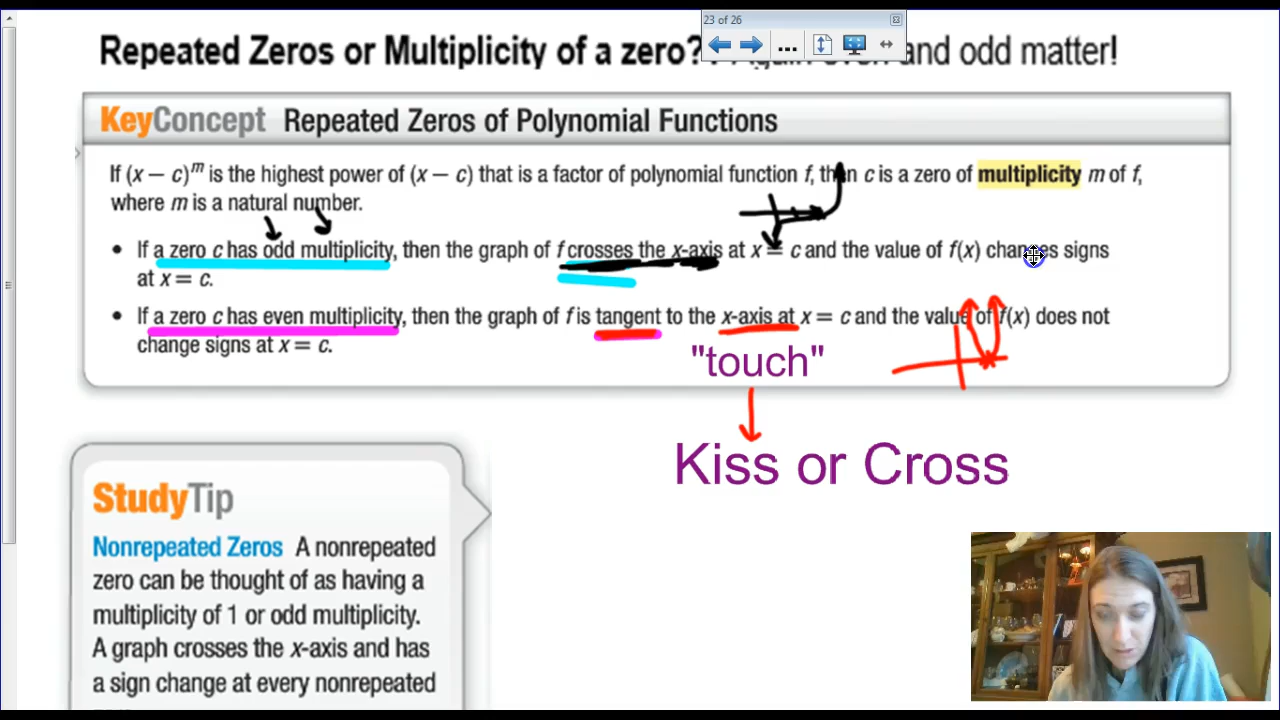 23 of 26
Repeated Zeros or Multiplicity of a zero? Again even and odd matter!
KeyConcept Repeated Zeros of Polynomial Functions
If (x − c)^m is the highest power of (x − c) that is a factor of polynomial function f, then c is a zero of multiplicity m of f,
where m is a natural number.
• If a zero c has odd multiplicity, then the graph of f crosses the x-axis at x = c and the value of f(x) changes signs
at x = c.
• If a zero c has even multiplicity, then the graph of f is tangent to the x-axis at x = c and the value of f(x) does not
change signs at x = c.
"touch"
Kiss or Cross
StudyTip
Nonrepeated Zeros A nonrepeated
zero can be thought of as having a
multiplicity of 1 or odd multiplicity.
A graph crosses the x-axis and has
a sign change at every nonrepeated